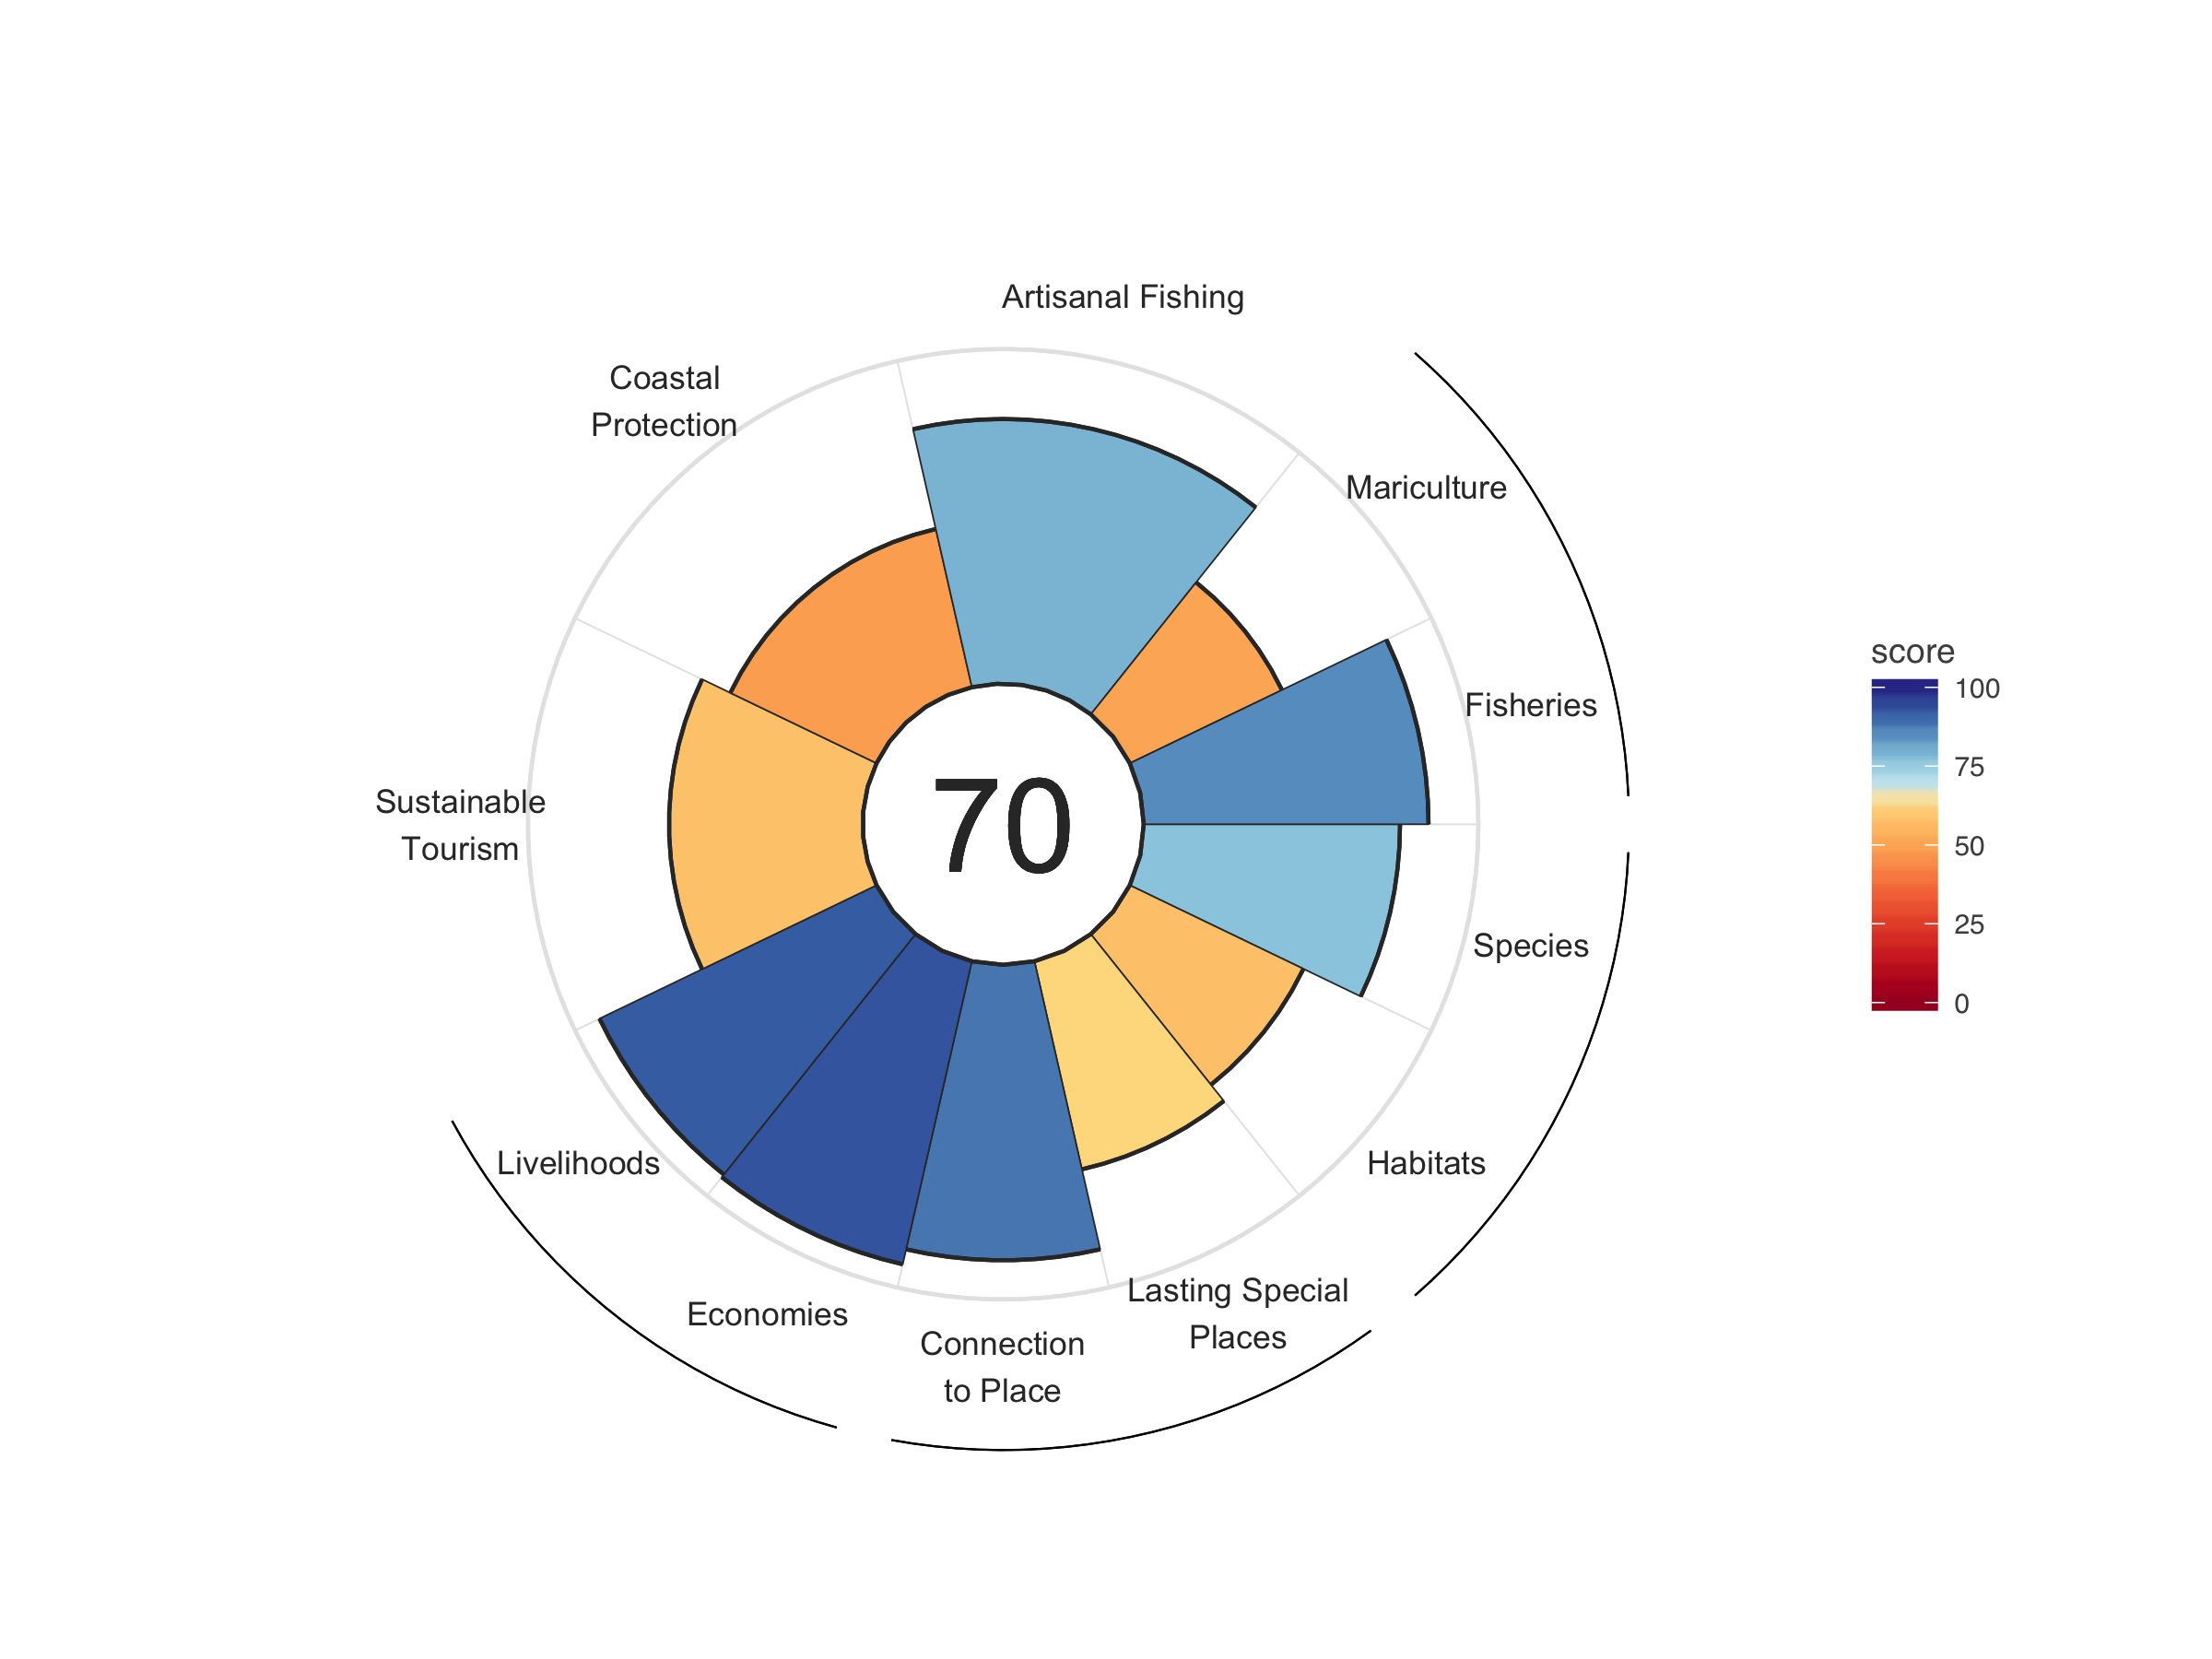 Artisanal Fishing
Coastal
Protection
Mariculture
Fisheries
Sustainable
Tourism
70
Species
Livelihoods
Habitats
Economies
Lasting Special
Places
Connection
to Place
score
100
75
50
25
0